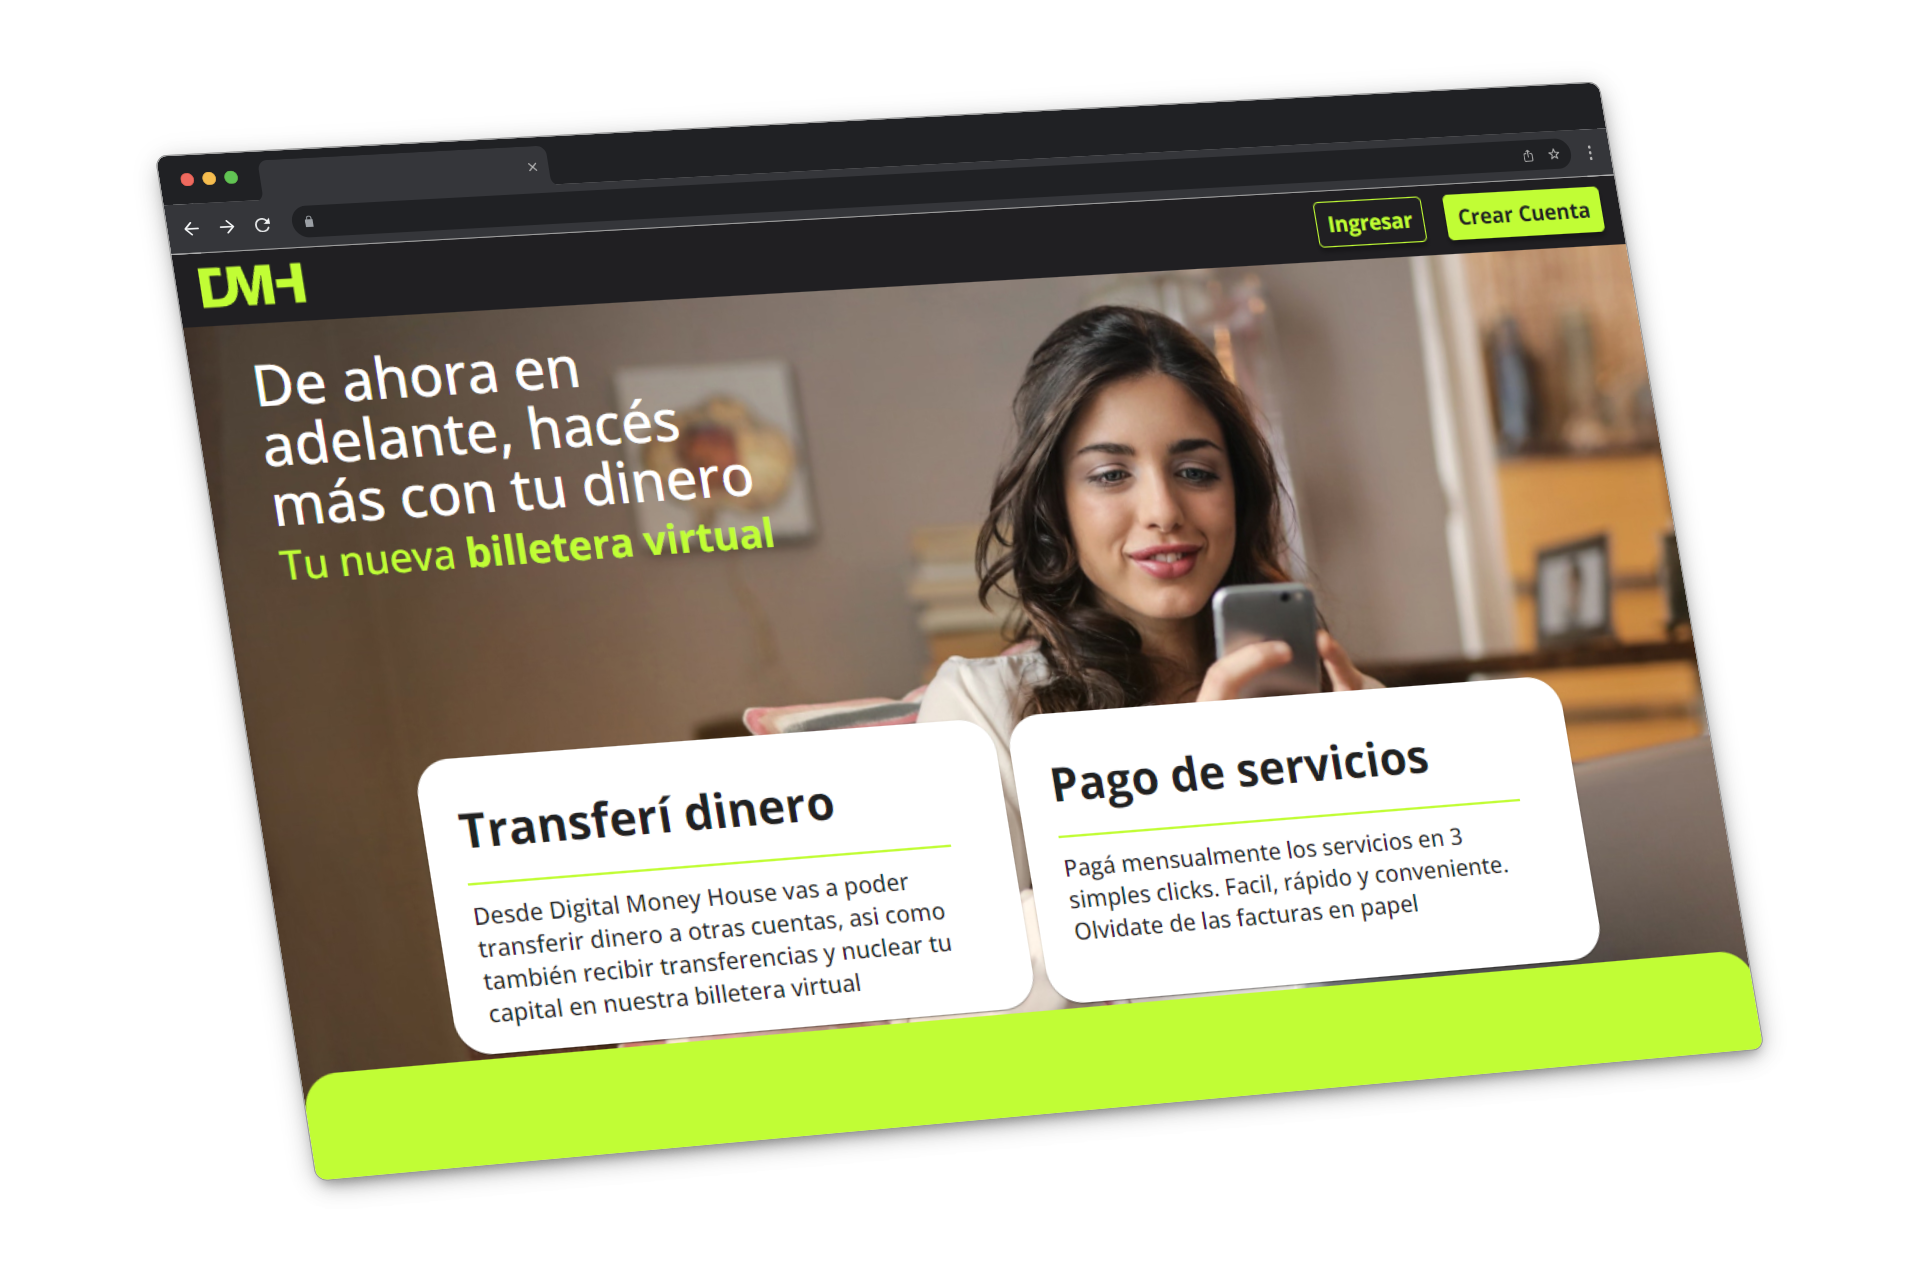 Ingresar
Crear Cuenta
DMH
De ahora en
adelante, hacés
más con tu dinero
Tu nueva billetera virtual
Transferí dinero
Desde Digital Money House vas a poder
transferir dinero a otras cuentas, asi como
también recibir transferencias y nuclear tu
capital en nuestra billetera virtual
Pago de servicios
Pagá mensualmente los servicios en 3
simples clicks. Facil, rápido y conveniente.
Olvidate de las facturas en papel